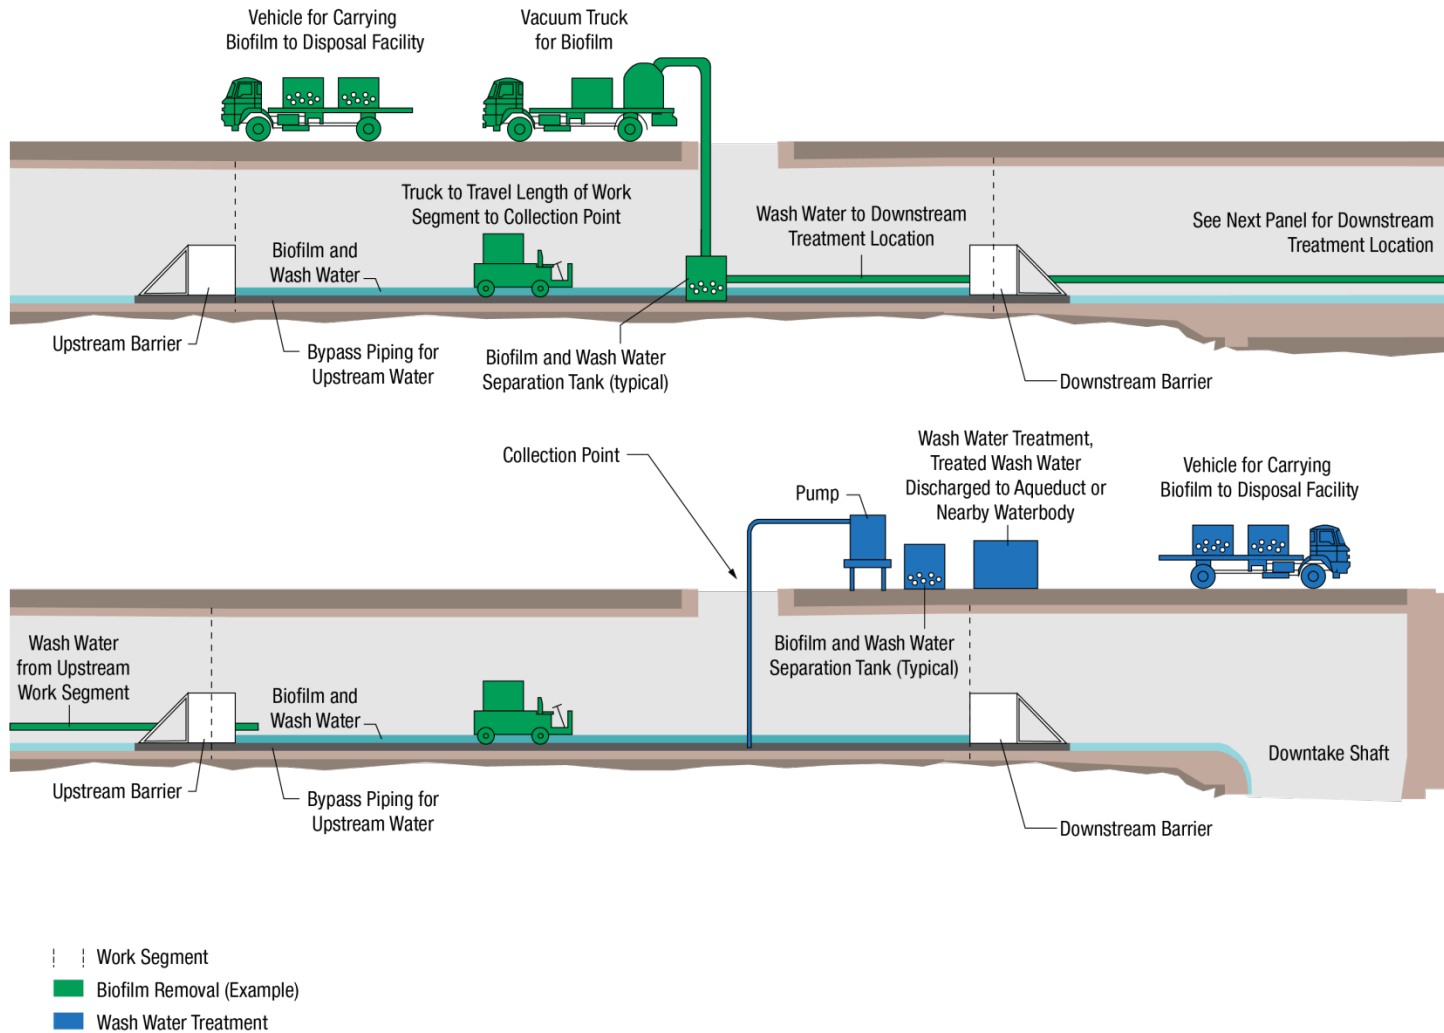 Vehicle for Carrying
Biofilm to Disposal Facility
Vacuum Truck
for Biofilm
Truck to Travel Length of Work
Segment to Collection Point
Wash Water to Downstream
Treatment Location
See Next Panel for Downstream
Treatment Location
Biofilm and
Wash Water
Upstream Barrier
Bypass Piping for
Upstream Water
Biofilm and Wash Water
Separation Tank (typical)
Downstream Barrier
Collection Point
Pump
Wash Water Treatment,
Treated Wash Water
Discharged to Aqueduct or
Nearby Waterbody
Vehicle for Carrying
Biofilm to Disposal Facility
Wash Water
from Upstream
Work Segment
Biofilm and
Wash Water
Biofilm and Wash Water
Separation Tank (Typical)
Downtake Shaft
Upstream Barrier
Bypass Piping for
Upstream Water
Downstream Barrier
Work Segment
Biofilm Removal (Example)
Wash Water Treatment